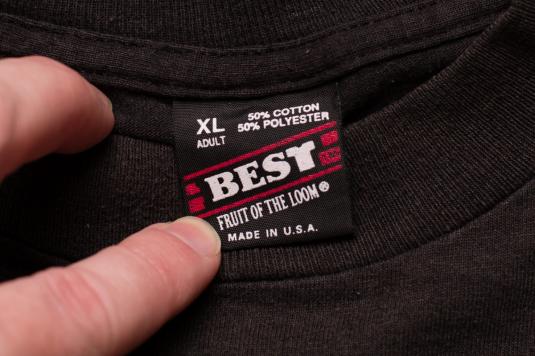 XL 50% COTTON
ADULT 50% POLYESTER
BEST
FRUIT OF THE LOOM®
MADE IN U.S.A.